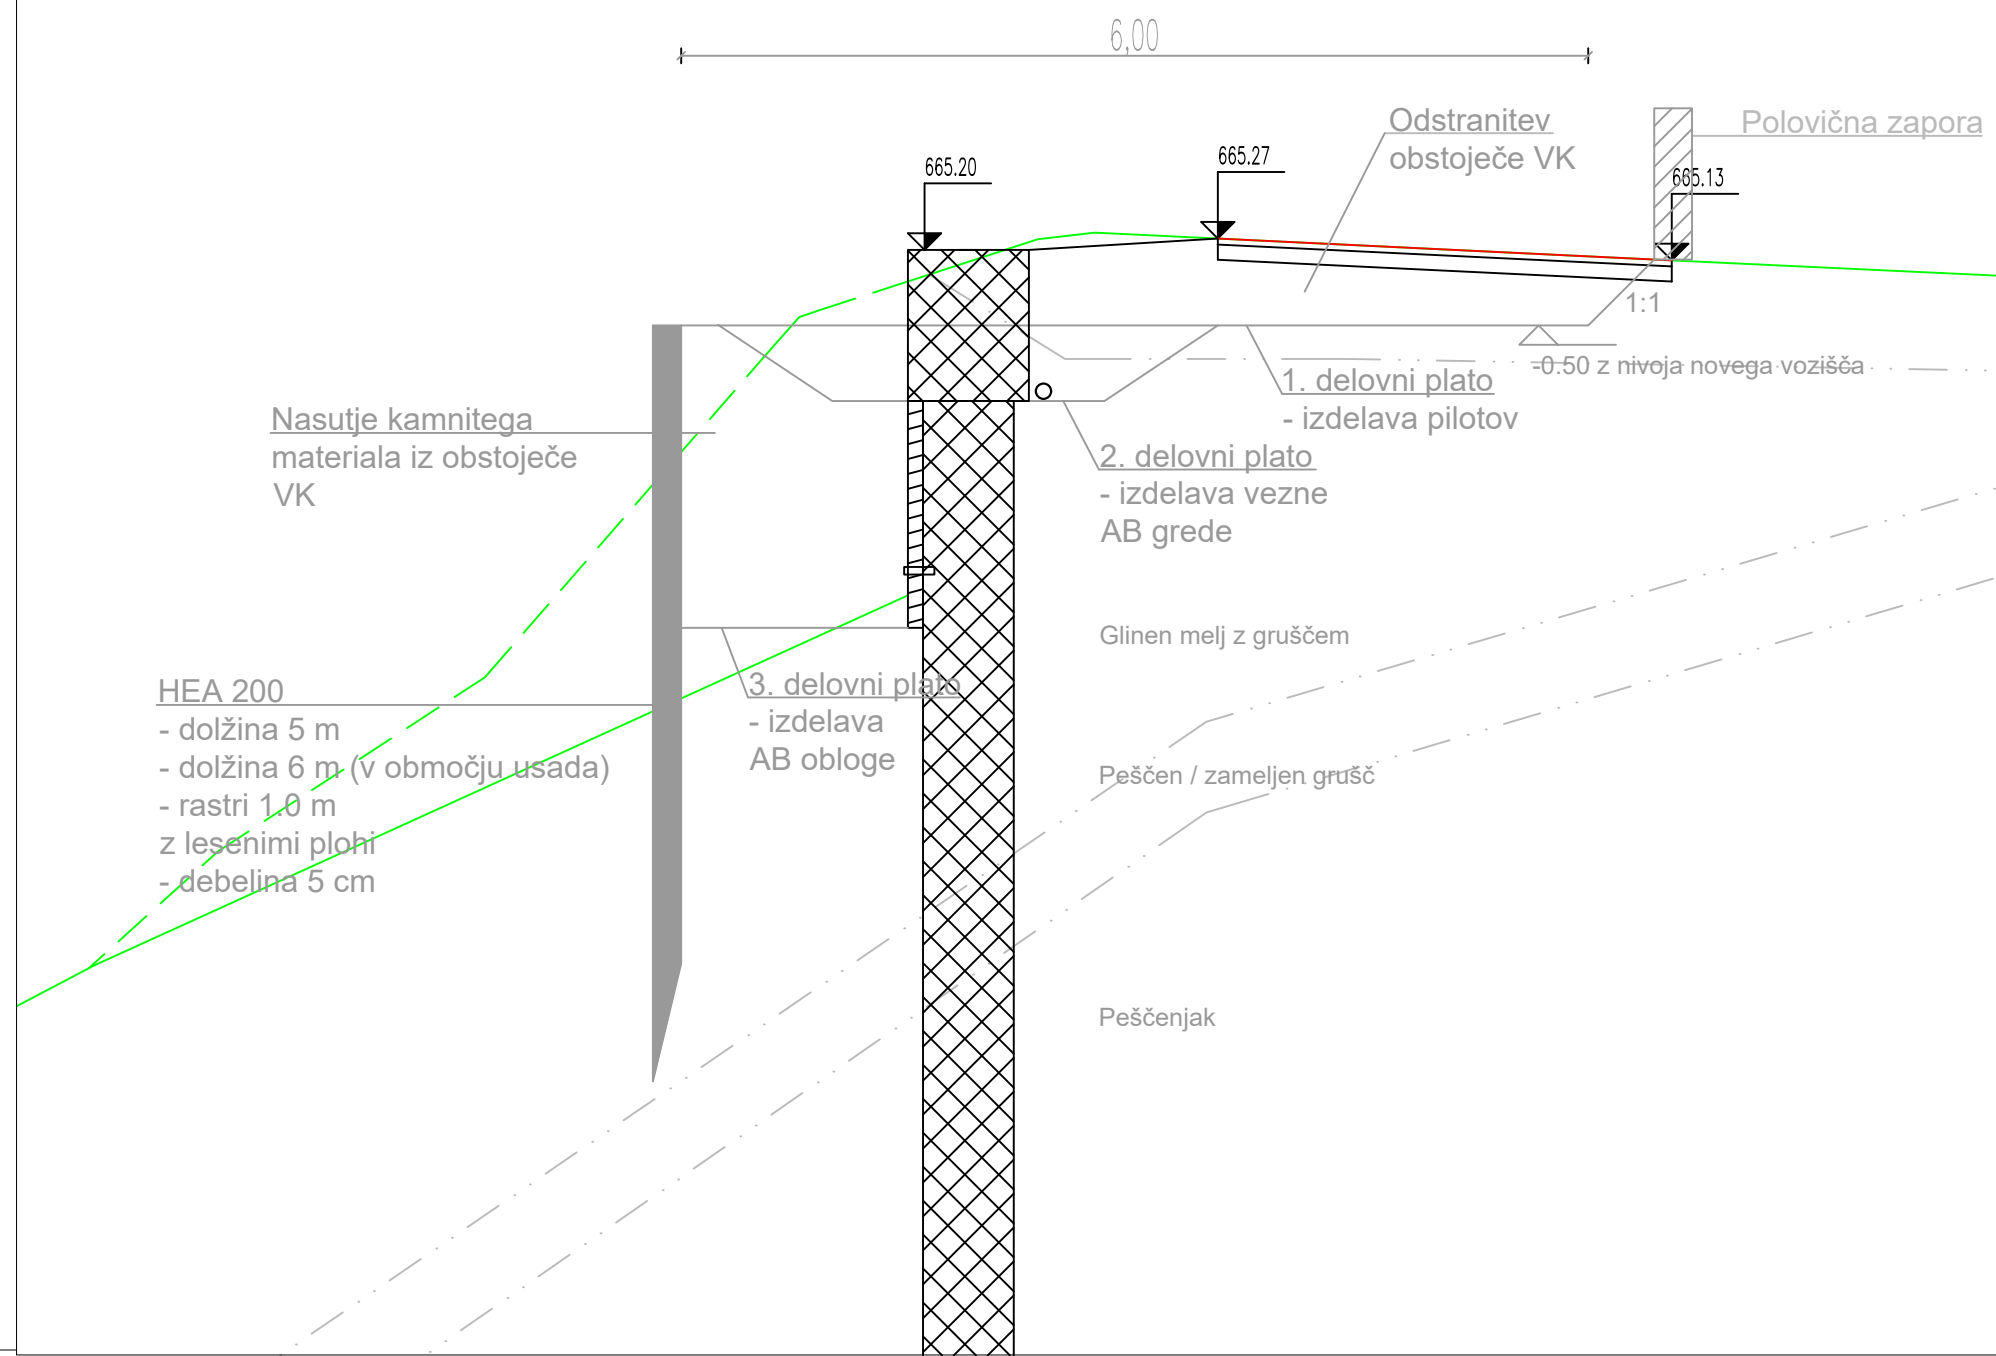 6,00
Odstranitev
obstoječe VK
Polovična zapora
665.20
665.27
665.13
1:1
-0.50 z nivoja novega vozišča
1. delovni plato
- izdelava pilotov
2. delovni plato
- izdelava vezne
AB grede
Nasutje kamnitega
materiala iz obstoječe
VK
Glinen melj z gruščem
HEA 200
- dolžina 5 m
- dolžina 6 m (v območju usada)
- rastri 1.0 m
z lesenimi plohi
- debelina 5 cm
3. delovni plato
- izdelava
AB obloge
Peščen / zameljen grušč
Peščenjak